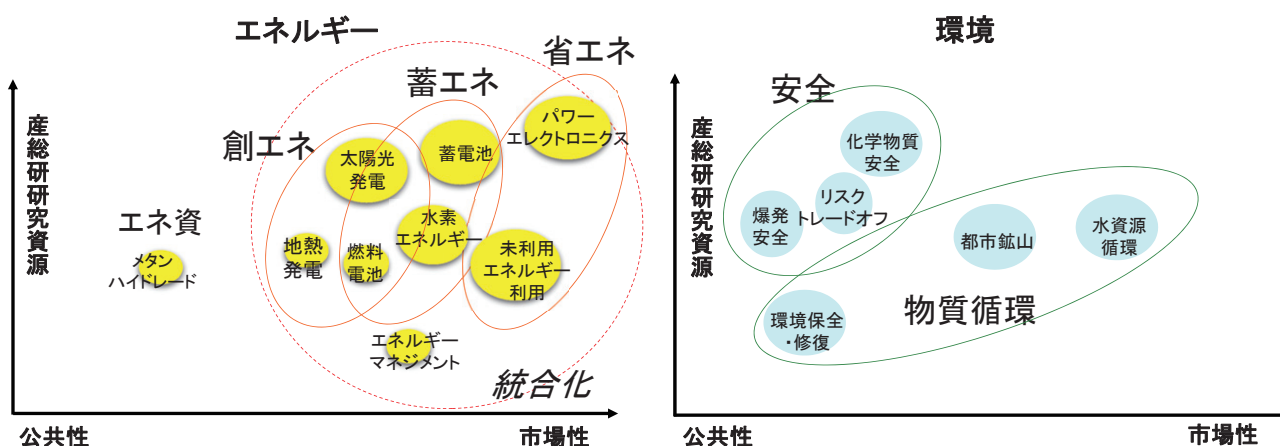 エネルギー
省エネ
蓄エネ
創エネ
エネ資
産総研研究資源
パワー
エレクトロニクス
太陽光
発電
蓄電池
水素
エネルギー
地熱
発電
燃料
電池
未利用
エネルギー
利用
メタン
ハイドレード
エネルギー
マネジメント
統合化
公共性
市場性
環境
安全
産総研研究資源
化学物質
安全
リスク
トレードオフ
爆発
安全
都市鉱山
水資源
循環
環境保全
・修復
物質循環
公共性
市場性